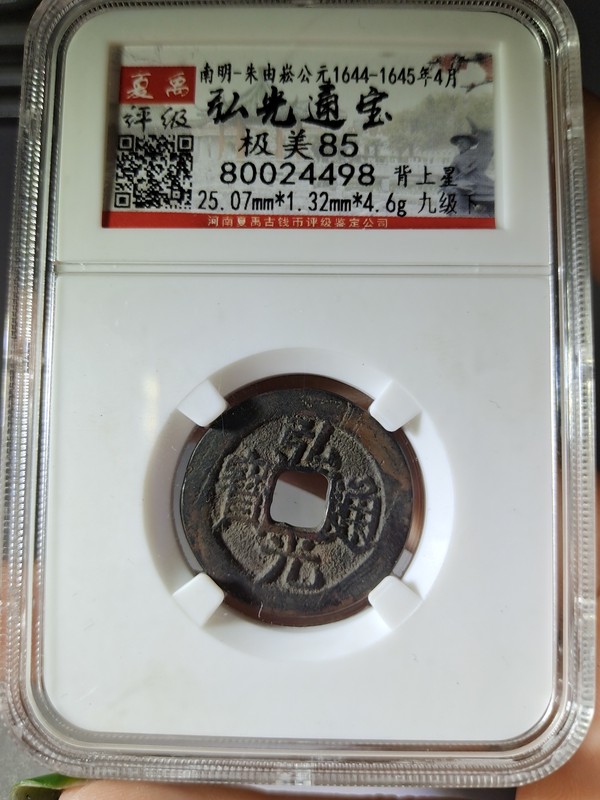 夏禹
评级
南明-朱由崧公元1644-1645年4月
弘光通宝
极美85
80024498 背上星
25.07mm*1.32mm*4.6g 九级下
河南夏禹古钱币评级鉴定公司
弘光通寶